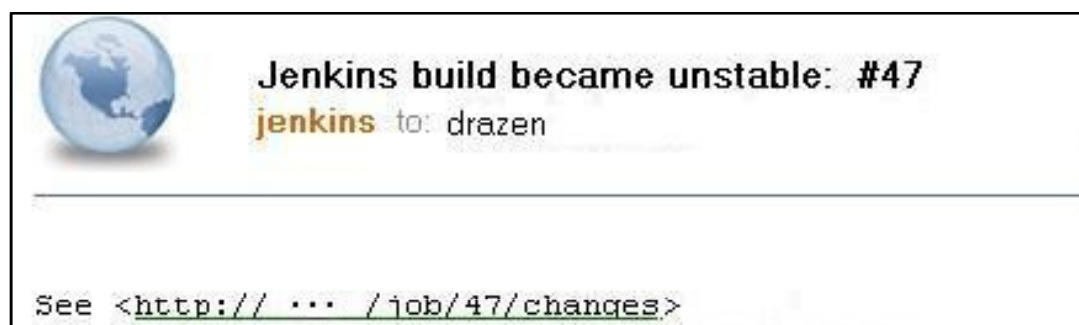 Jenkins build became unstable: #47
jenkins to: drazen
See <http:// ... /job/47/changes>